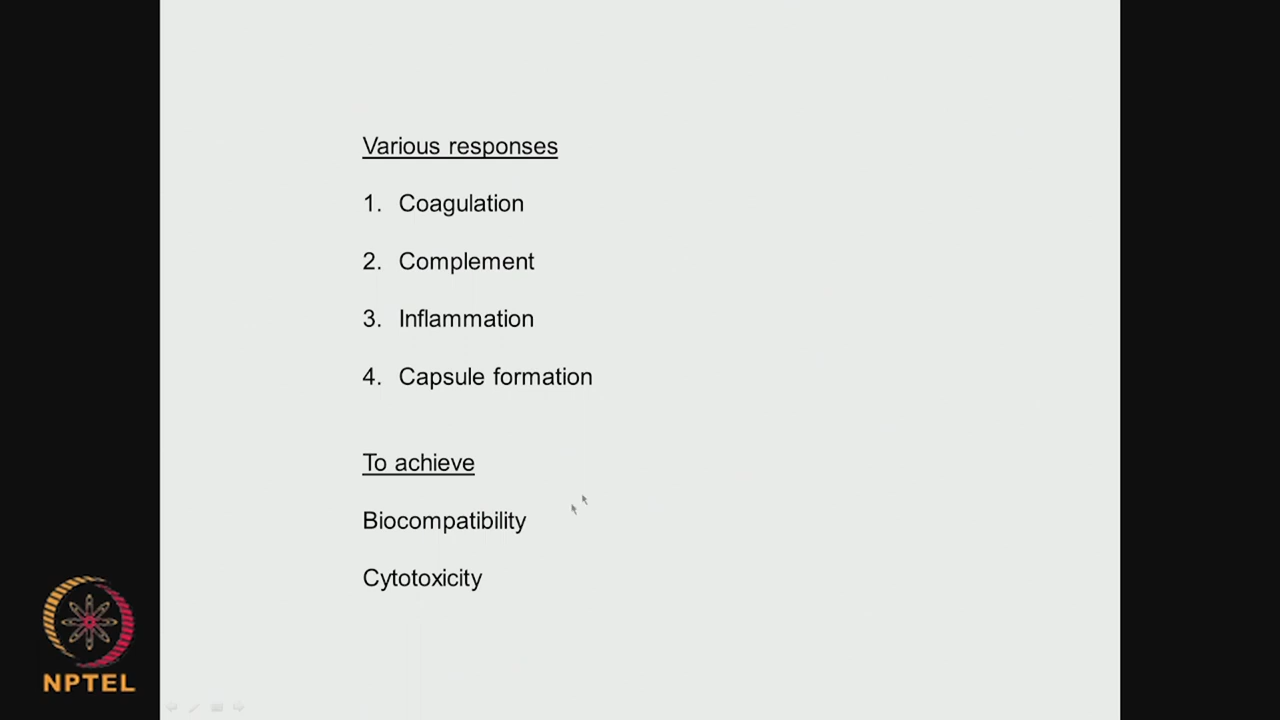 Various responses
1. Coagulation
2. Complement
3. Inflammation
4. Capsule formation
To achieve
Biocompatibility
Cytotoxicity
NPTEL